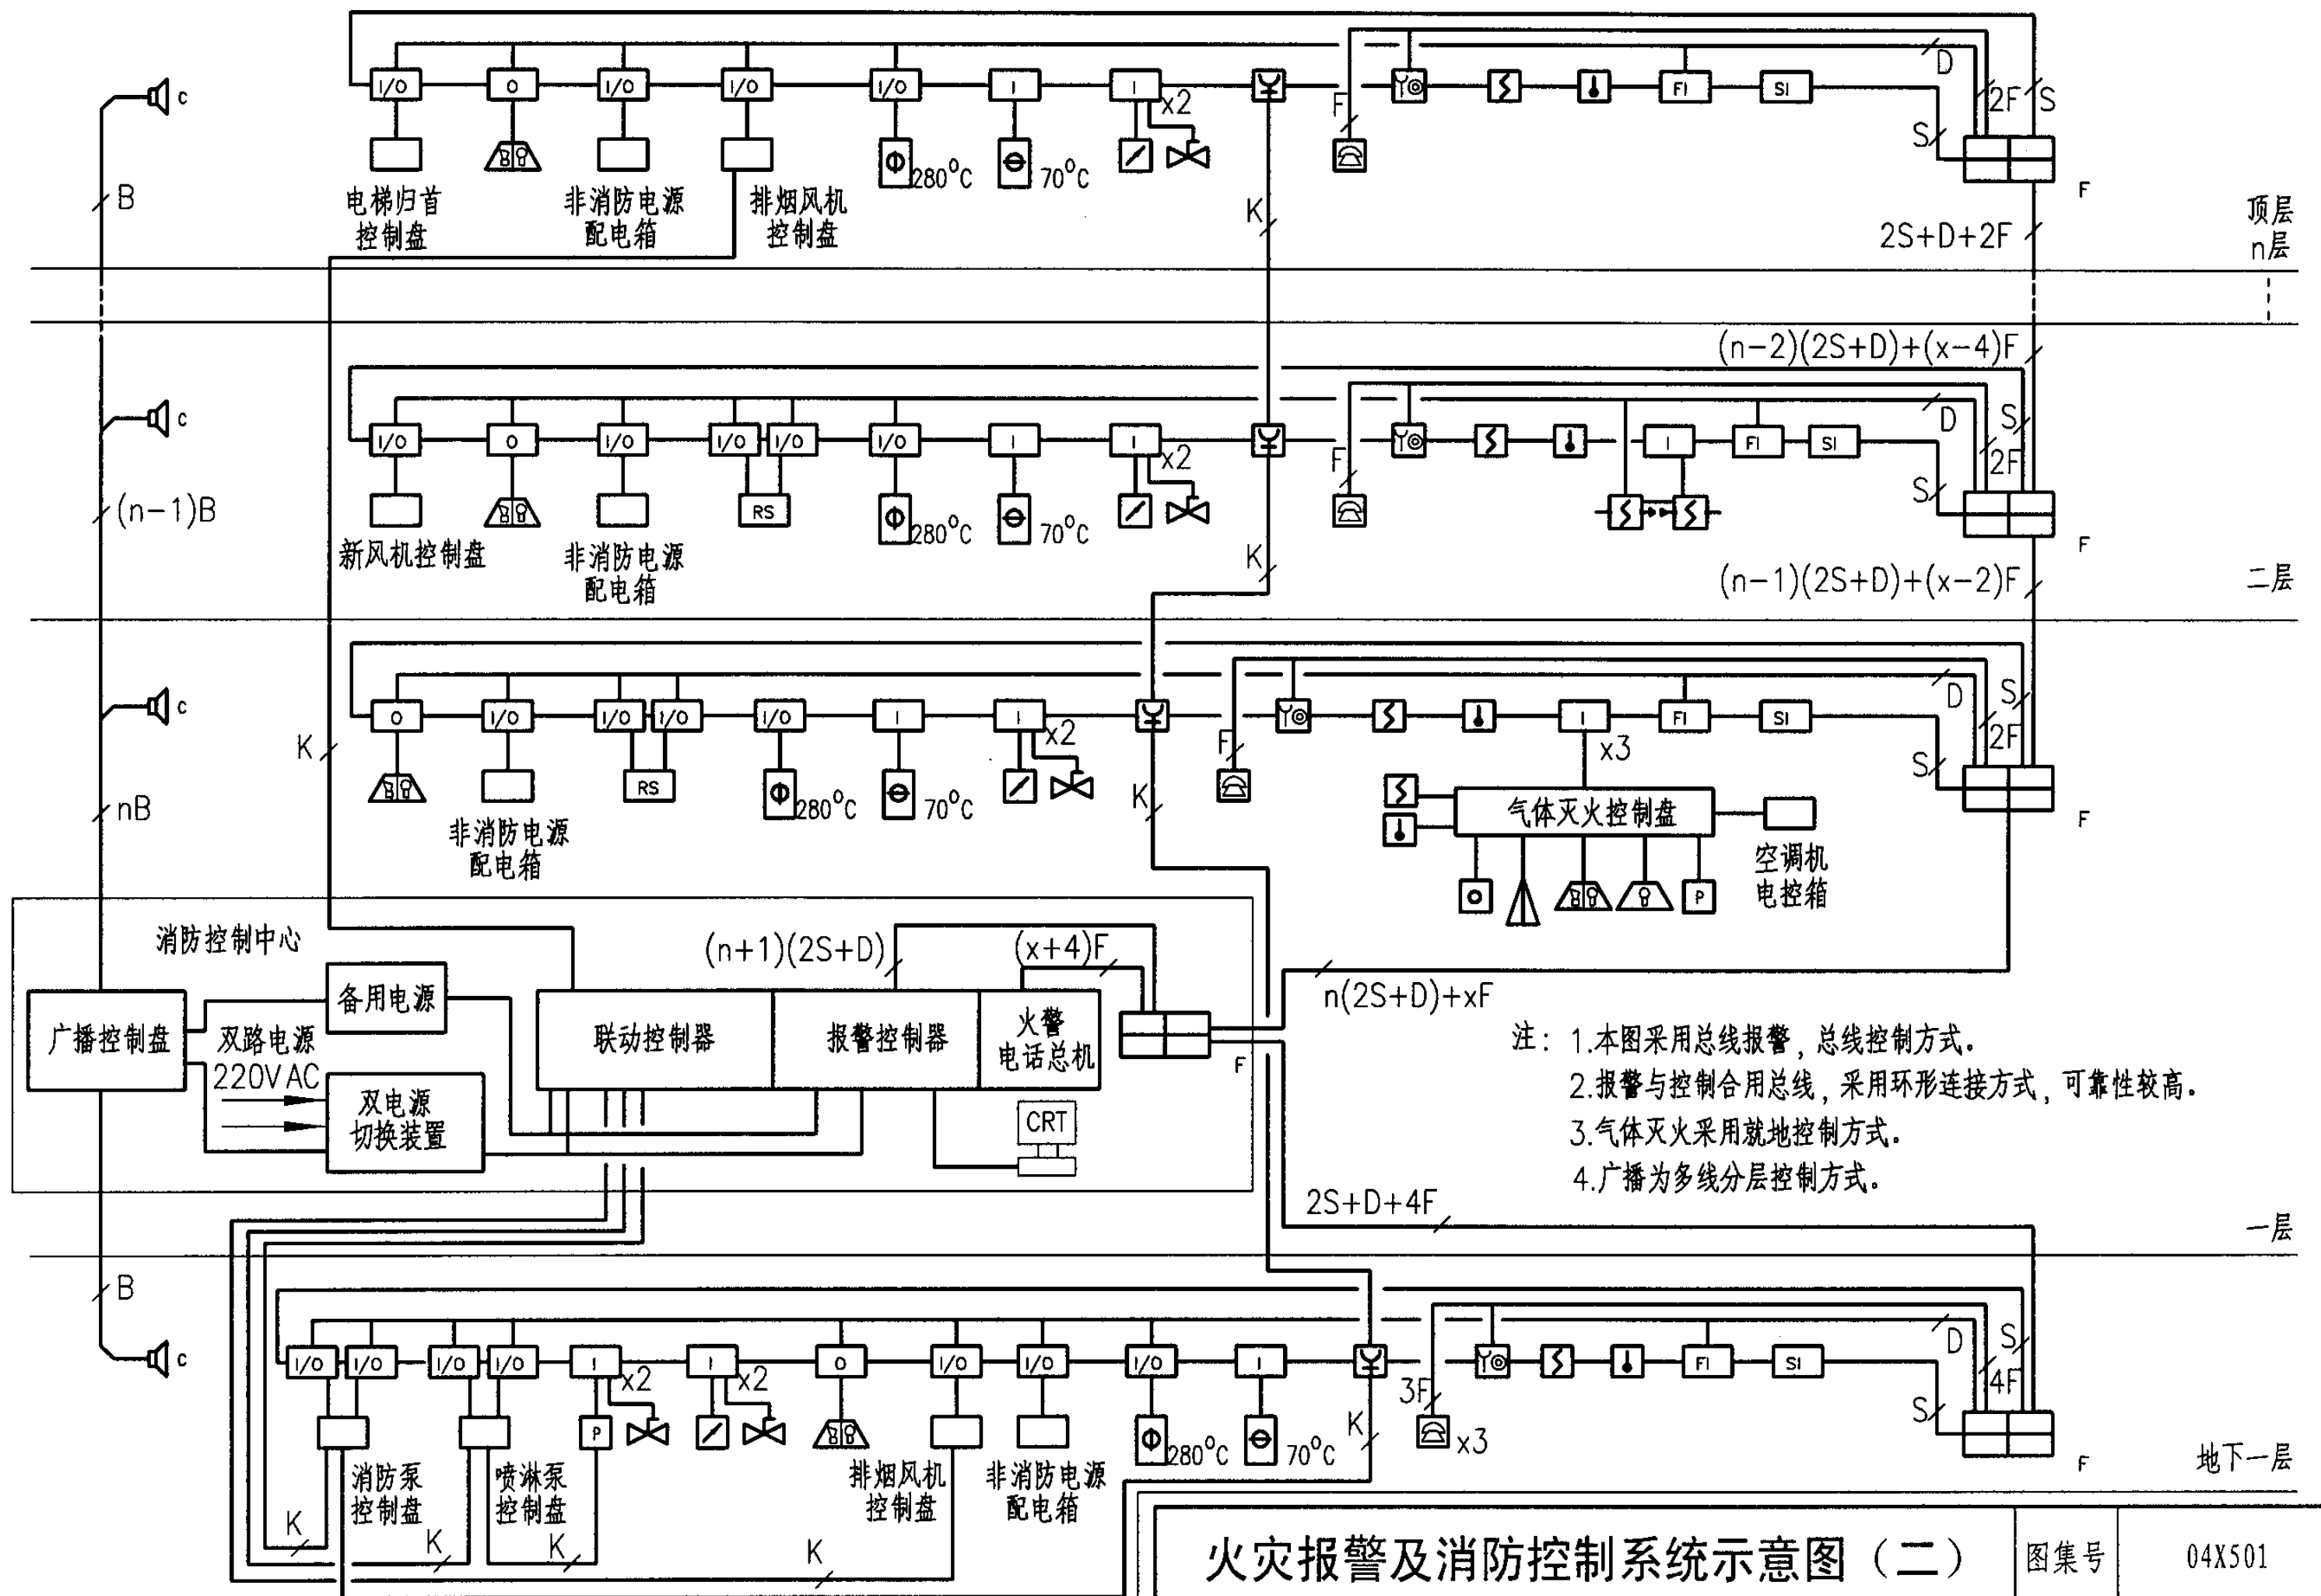 I/O
O
I/O
I/O
I/O
I
I
x2
F
FI
SI
D
2F
S
S
c
280°C
70°C
B
电梯归首
控制盘
非消防电源
配电箱
排烟风机
控制盘
K
F
2S+D+2F
顶层
n层
(n-2)(2S+D)+(x-4)F
c
I/O
O
I/O
I/O
I/O
I/O
I
I
x2
F
I
FI
SI
D
S
2F
S
RS
280°C
70°C
(n-1)B
新风机控制盘
非消防电源
配电箱
K
F
(n-1)(2S+D)+(x-2)F
二层
c
O
I/O
I/O
I/O
I/O
I
I
x2
F
I
x3
FI
SI
D
S
2F
S
K
RS
280°C
70°C
K
nB
非消防电源
配电箱
气体灭火控制盘
P
空调机
电控箱
F
消防控制中心
(n+1)(2S+D)
(x+4)F
n(2S+D)+xF
广播控制盘
备用电源
双路电源
220VAC
双电源
切换装置
联动控制器
报警控制器
火警
电话总机
CRT
F
注：1.本图采用总线报警，总线控制方式。
2.报警与控制合用总线，采用环形连接方式，可靠性较高。
3.气体灭火采用就地控制方式。
4.广播为多线分层控制方式。
2S+D+4F
一层
B
c
I/O
I/O
I/O
I/O
I
x2
I
x2
O
I/O
I/O
I/O
I
3F
FI
SI
D
S
4F
S
P
280°C
70°C
K
x3
消防泵
控制盘
喷淋泵
控制盘
排烟风机
控制盘
非消防电源
配电箱
F
地下一层
K
K
K
K
火灾报警及消防控制系统示意图（二）
图集号
04X501